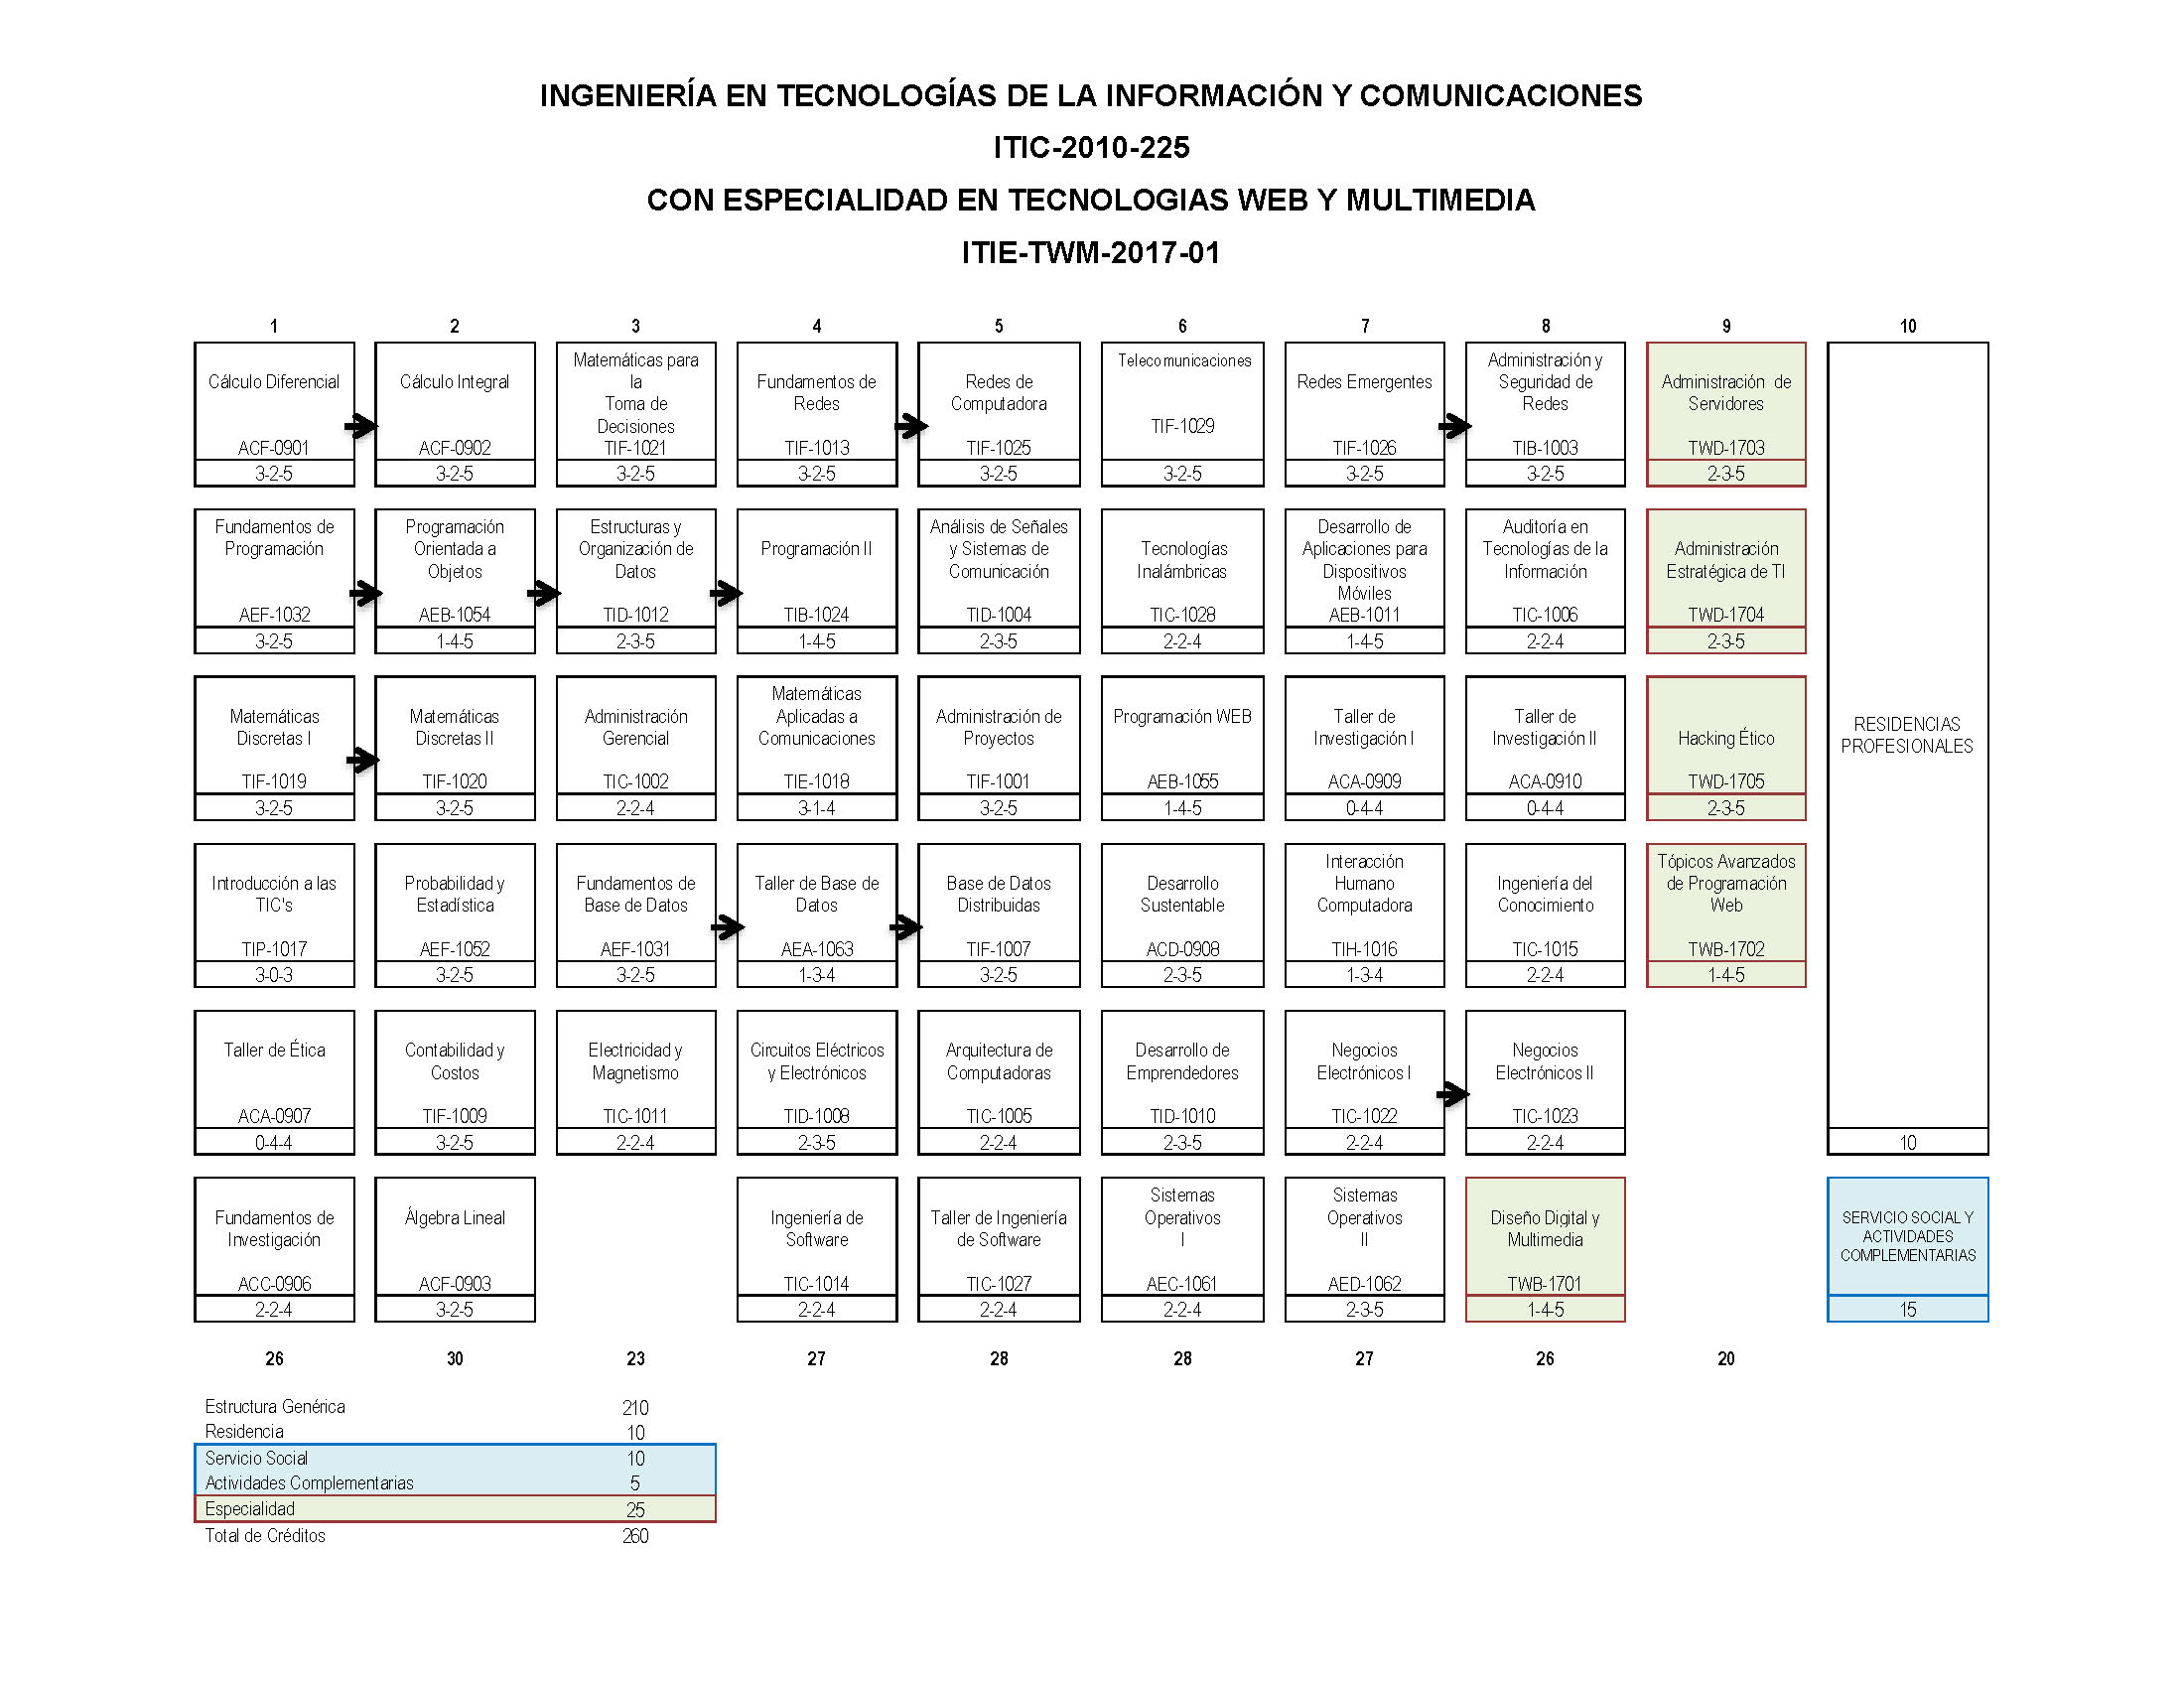 INGENIERÍA EN TECNOLOGÍAS DE LA INFORMACIÓN Y COMUNICACIONES
ITIC-2010-225
CON ESPECIALIDAD EN TECNOLOGIAS WEB Y MULTIMEDIA
ITIE-TWM-2017-01
1
Cálculo Diferencial
ACF-0901
3-2-5
Fundamentos de
Programación
AEF-1032
3-2-5
Matemáticas
Discretas I
TIF-1019
3-2-5
Introducción a las
TIC's
TIP-1017
3-0-3
Taller de Ética
ACA-0907
0-4-4
Fundamentos de
Investigación
ACC-0906
2-2-4
26
2
Cálculo Integral
ACF-0902
3-2-5
Programación
Orientada a
Objetos
AEB-1054
1-4-5
Matemáticas
Discretas II
TIF-1020
3-2-5
Probabilidad y
Estadística
AEF-1052
3-2-5
Contabilidad y
Costos
TIF-1009
3-2-5
Álgebra Lineal
ACF-0903
3-2-5
30
3
Matemáticas para
la
Toma de
Decisiones
TIF-1021
3-2-5
Estructuras y
Organización de
Datos
TID-1012
2-3-5
Administración
Gerencial
TIC-1002
2-2-4
Fundamentos de
Base de Datos
AEF-1031
3-2-5
Electricidad y
Magnetismo
TIC-1011
2-2-4
23
4
Fundamentos de
Redes
TIF-1013
3-2-5
Programación II
TIB-1024
1-4-5
Matemáticas
Aplicadas a
Comunicaciones
TIE-1018
3-1-4
Taller de Base de
Datos
AEA-1063
1-3-4
Circuitos Eléctricos
y Electrónicos
TID-1008
2-3-5
Ingeniería de
Software
TIC-1014
2-2-4
27
5
Redes de
Computadora
TIF-1025
3-2-5
Análisis de Señales
y Sistemas de
Comunicación
TID-1004
2-3-5
Administración de
Proyectos
TIF-1001
3-2-5
Base de Datos
Distribuidas
TIF-1007
3-2-5
Arquitectura de
Computadoras
TIC-1005
2-2-4
Taller de Ingeniería
de Software
TIC-1027
2-2-4
28
6
Telecomunicaciones
TIF-1029
3-2-5
Tecnologías
Inalámbricas
TIC-1028
2-2-4
Programación WEB
AEB-1055
1-4-5
Desarrollo
Sustentable
ACD-0908
2-3-5
Desarrollo de
Emprendedores
TID-1010
2-3-5
Sistemas
Operativos
I
AEC-1061
2-2-4
28
7
Redes Emergentes
TIF-1026
3-2-5
Desarrollo de
Aplicaciones para
Dispositivos
Móviles
AEB-1011
1-4-5
Taller de
Investigación I
ACA-0909
0-4-4
Interacción
Humano
Computadora
TIH-1016
1-3-4
Negocios
Electrónicos I
TIC-1022
2-2-4
Sistemas
Operativos
II
AED-1062
2-3-5
27
8
Administración y
Seguridad de
Redes
TIB-1003
3-2-5
Auditoría en
Tecnologías de la
Información
TIC-1006
2-2-4
Taller de
Investigación II
ACA-0910
0-4-4
Ingeniería del
Conocimiento
TIC-1015
2-2-4
Negocios
Electrónicos II
TIC-1023
2-2-4
Diseño Digital y
Multimedia
TWB-1701
1-4-5
26
9
Administración de
Servidores
TWD-1703
2-3-5
Administración
Estratégica de TI
TWD-1704
2-3-5
Hacking Ético
TWD-1705
2-3-5
Tópicos Avanzados
de Programación
Web
TWB-1702
1-4-5
20
10
RESIDENCIAS
PROFESIONALES
10
SERVICIO SOCIAL Y
ACTIVIDADES
COMPLEMENTARIAS
15
Estructura Genérica 210
Residencia 10
Servicio Social 10
Actividades Complementarias 5
Especialidad 25
Total de Créditos 260